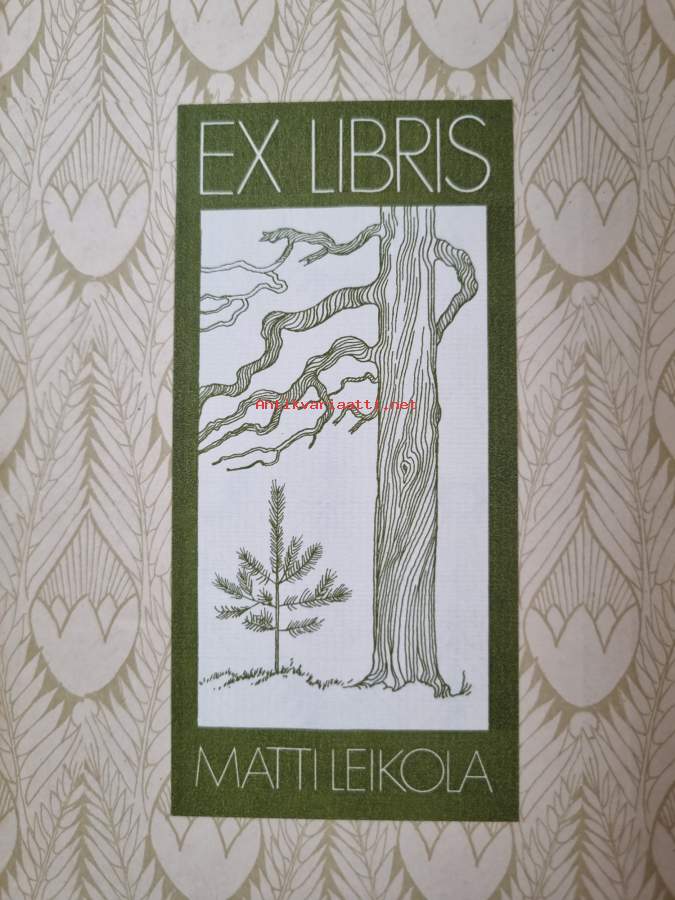 EX LIBRIS
Antikvariaatti.net
MATTI LEIKOLA